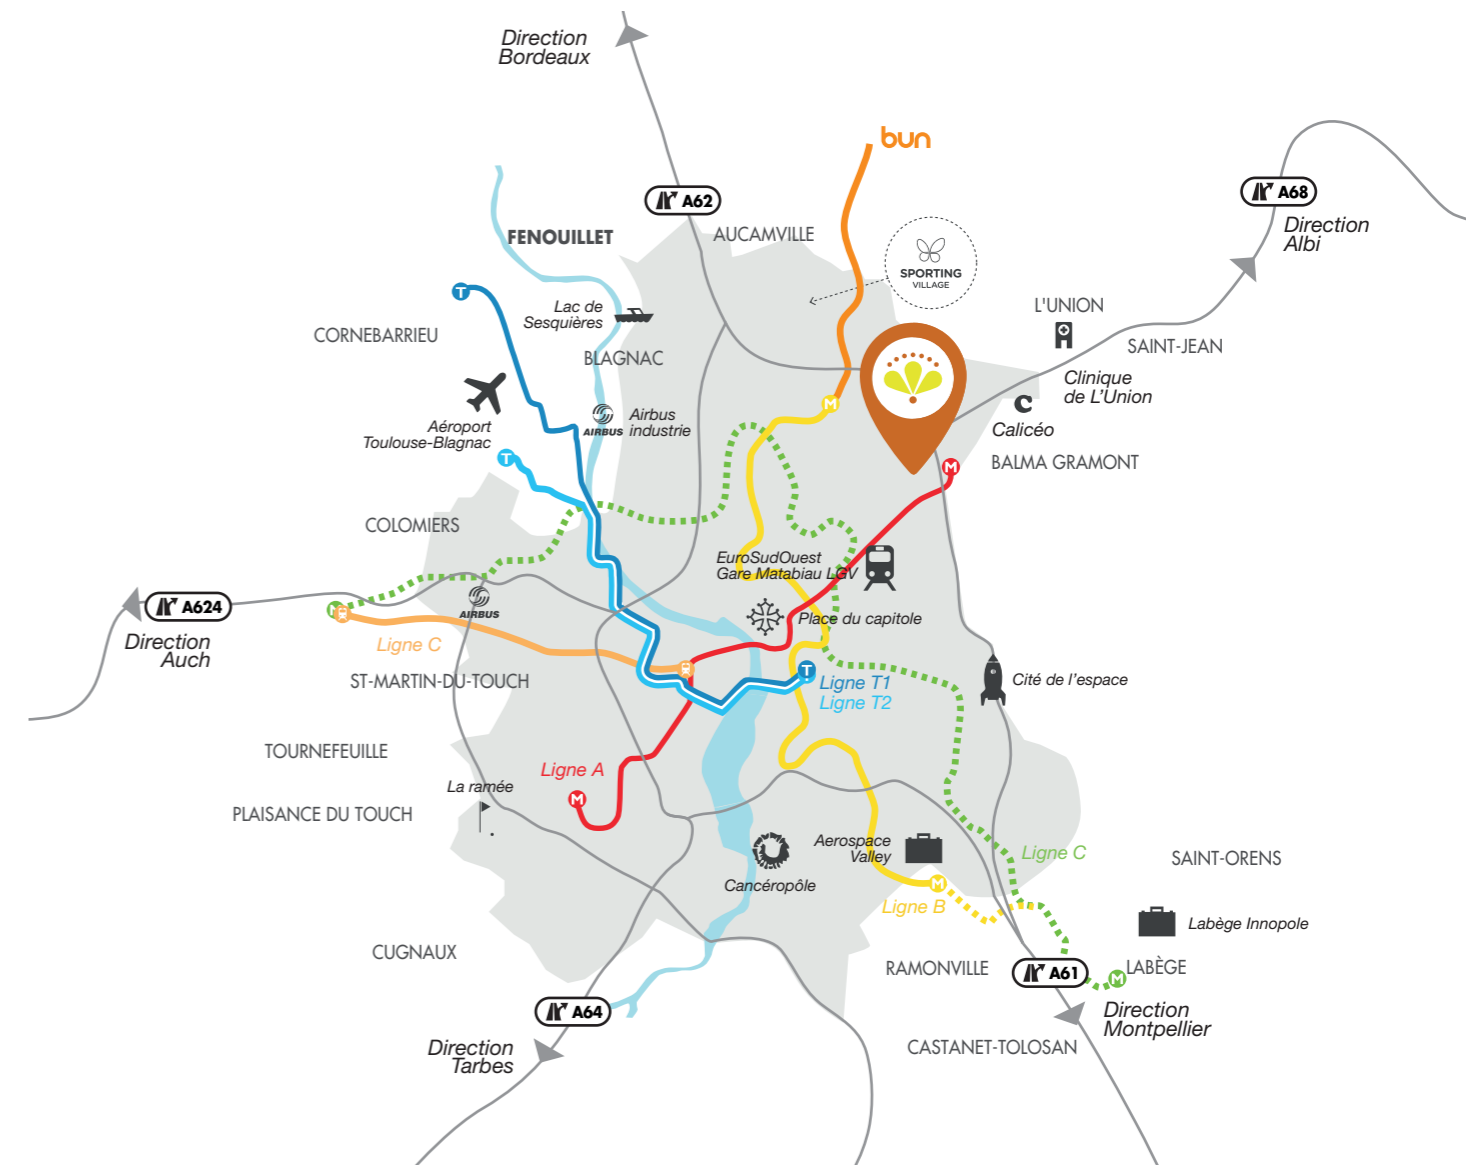 Direction
Bordeaux
bun
A62
A68
Direction
Albi
FENOUILLET
AUCAMVILLE
SPORTING
VILLAGE
T
Lac de
Sesquières
L'UNION
CORNEBARRIEU
BLAGNAC
SAINT-JEAN
Clinique
de L'Union
M
C
Calicéo
Airbus
industrie
AIRBUS
Aéroport
Toulouse-Blagnac
T
M
BALMA GRAMONT
COLOMIERS
EuroSudOuest
Gare Matabiau LGV
A624
M
AIRBUS
Place du capitole
Direction
Auch
Ligne C
ST-MARTIN-DU-TOUCH
T
Ligne T1
Ligne T2
Cité de l'espace
TOURNEFEUILLE
Ligne A
La ramée
M
PLAISANCE DU TOUCH
Aerospace
Valley
Ligne C
SAINT-ORENS
Cancéropôle
M
Ligne B
Labège Innopole
CUGNAUX
RAMONVILLE
A61
M
LABÈGE
A64
Direction
Montpellier
Direction
Tarbes
CASTANET-TOLOSAN